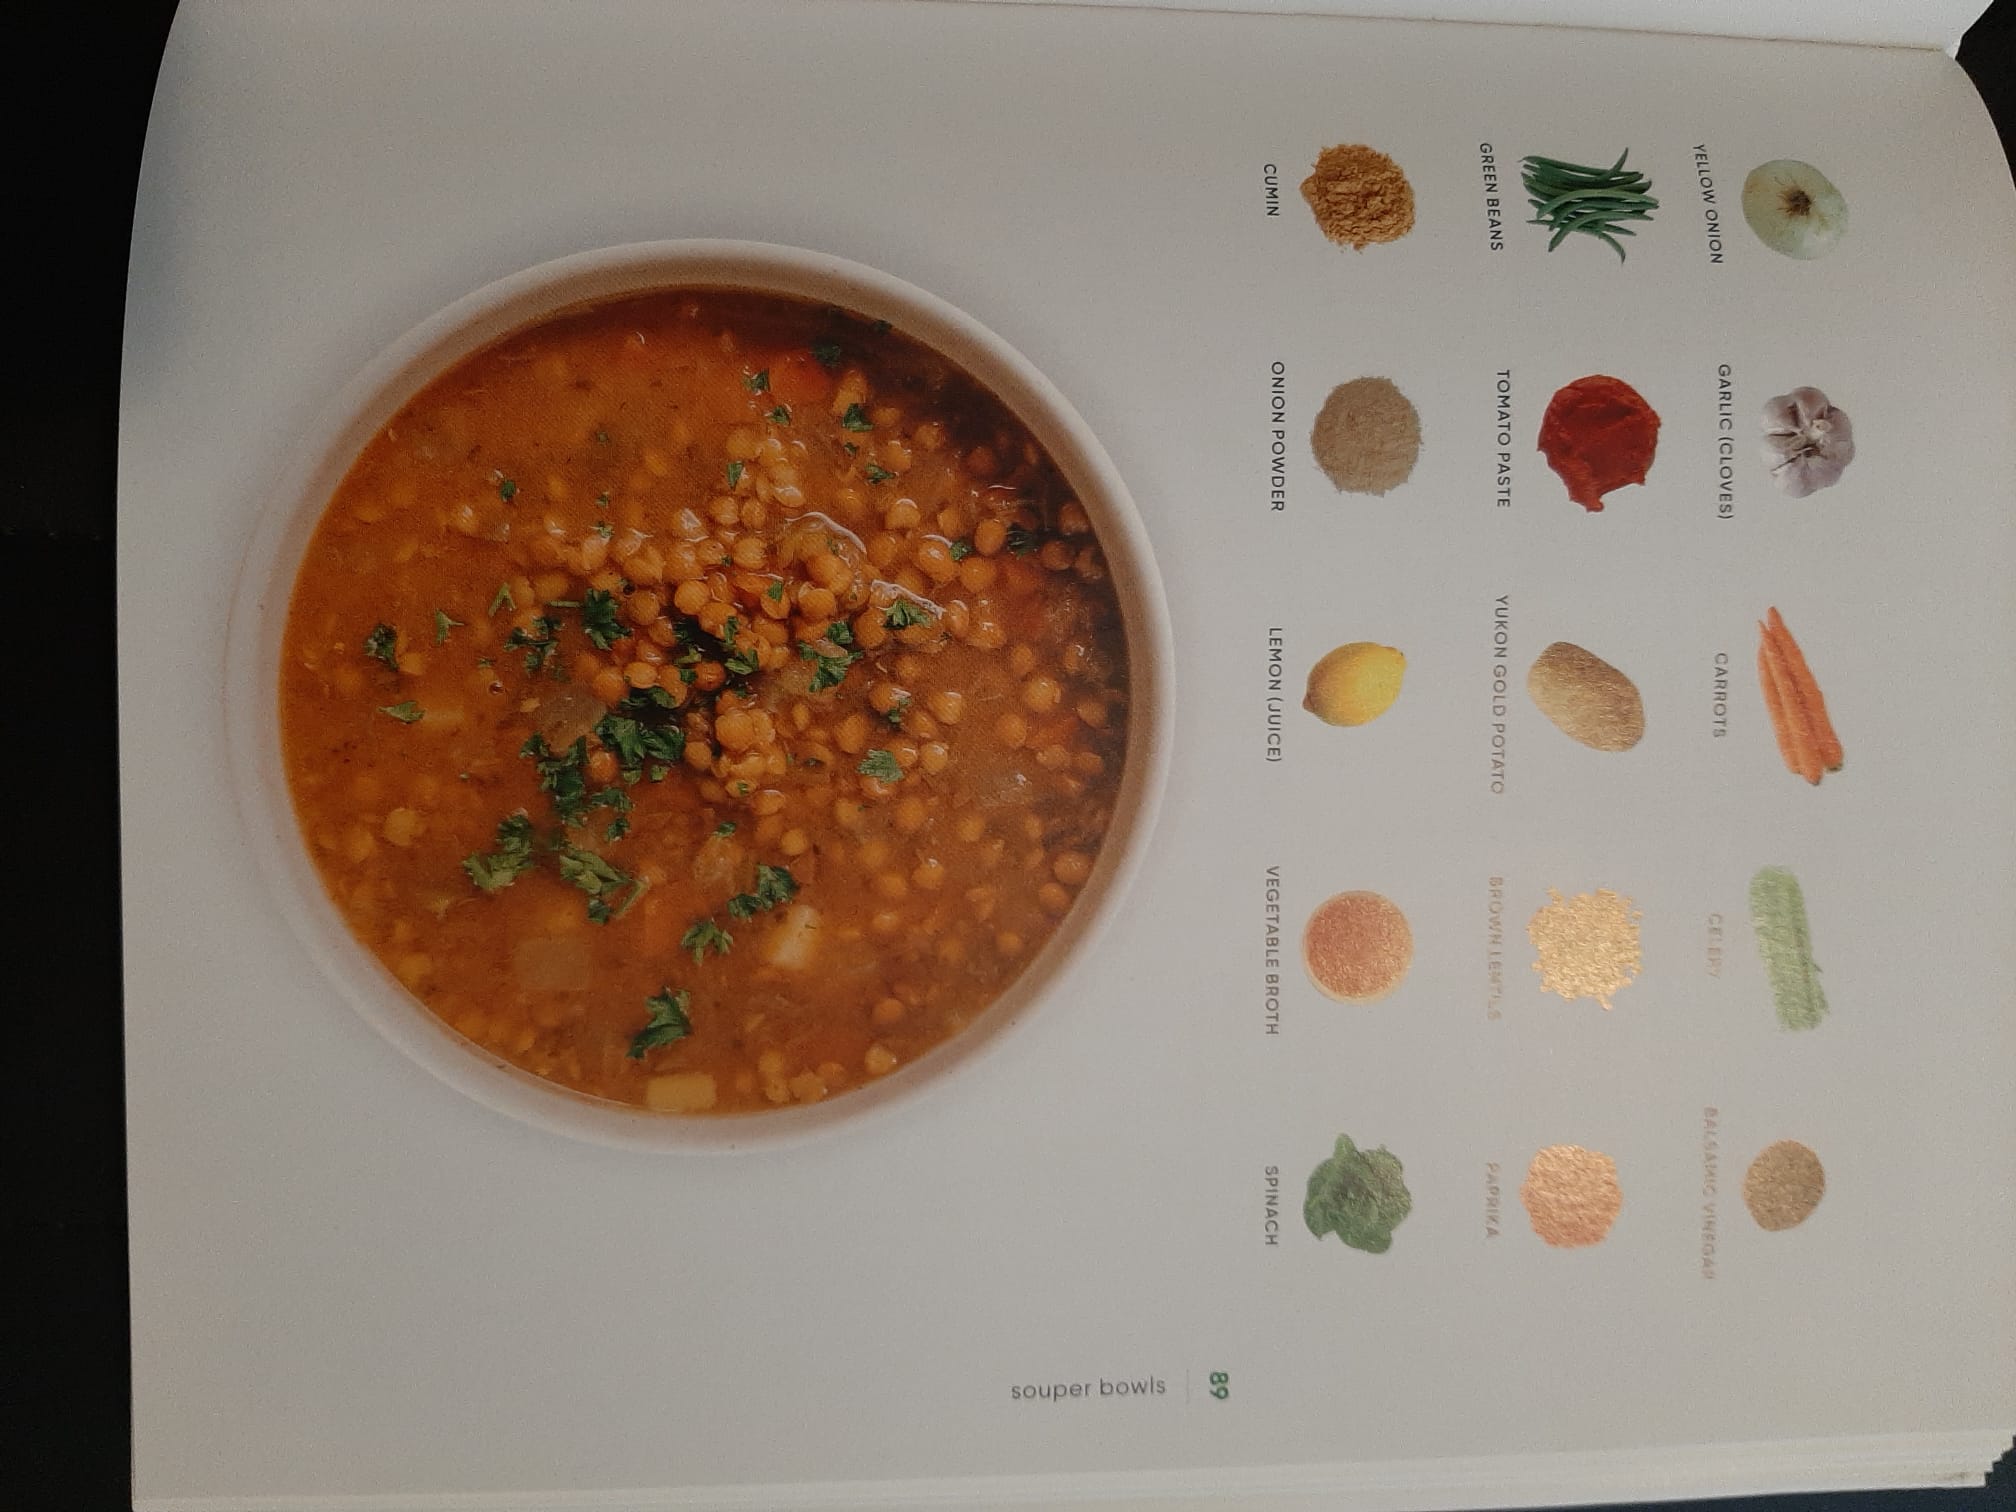 YELLOW ONION
GARLIC (CLOVES)
CARROTS
CELERY
BALSAMIC VINEGAR
GREEN BEANS
TOMATO PASTE
YUKON GOLD POTATO
BROWN LENTILS
PAPRIKA
CUMIN
ONION POWDER
LEMON (JUICE)
VEGETABLE BROTH
SPINACH
89
souper bowls